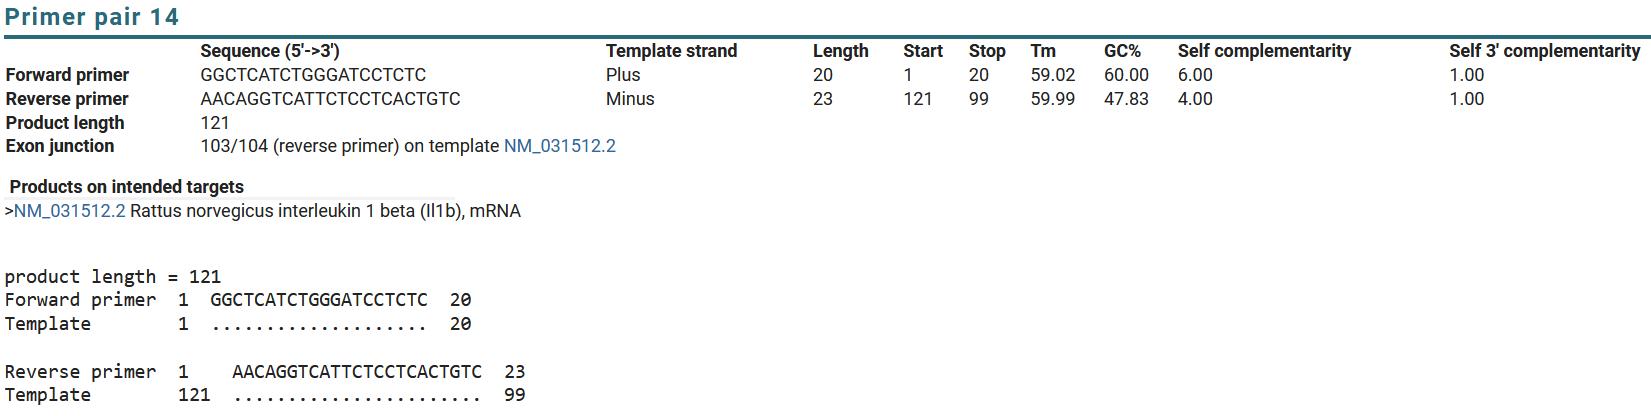 Primer pair 14
Sequence (5'->3') Template strand Length Start Stop Tm GC% Self complementarity Self 3' complementarity
Forward primer GGCTCATCTGGGATCCTCTC Plus 20 1 20 59.02 60.00 6.00 1.00
Reverse primer AACAGGTCATTCTCCTCACTGTC Minus 23 121 99 59.99 47.83 4.00 1.00
Product length 121
Exon junction 103/104 (reverse primer) on template NM_031512.2
Products on intended targets
>NM_031512.2 Rattus norvegicus interleukin 1 beta (Il1b), mRNA
product length = 121
Forward primer 1 GGCTCATCTGGGATCCTCTC 20
Template 1 .................... 20
Reverse primer 1 AACAGGTCATTCTCCTCACTGTC 23
Template 121 ....................... 99